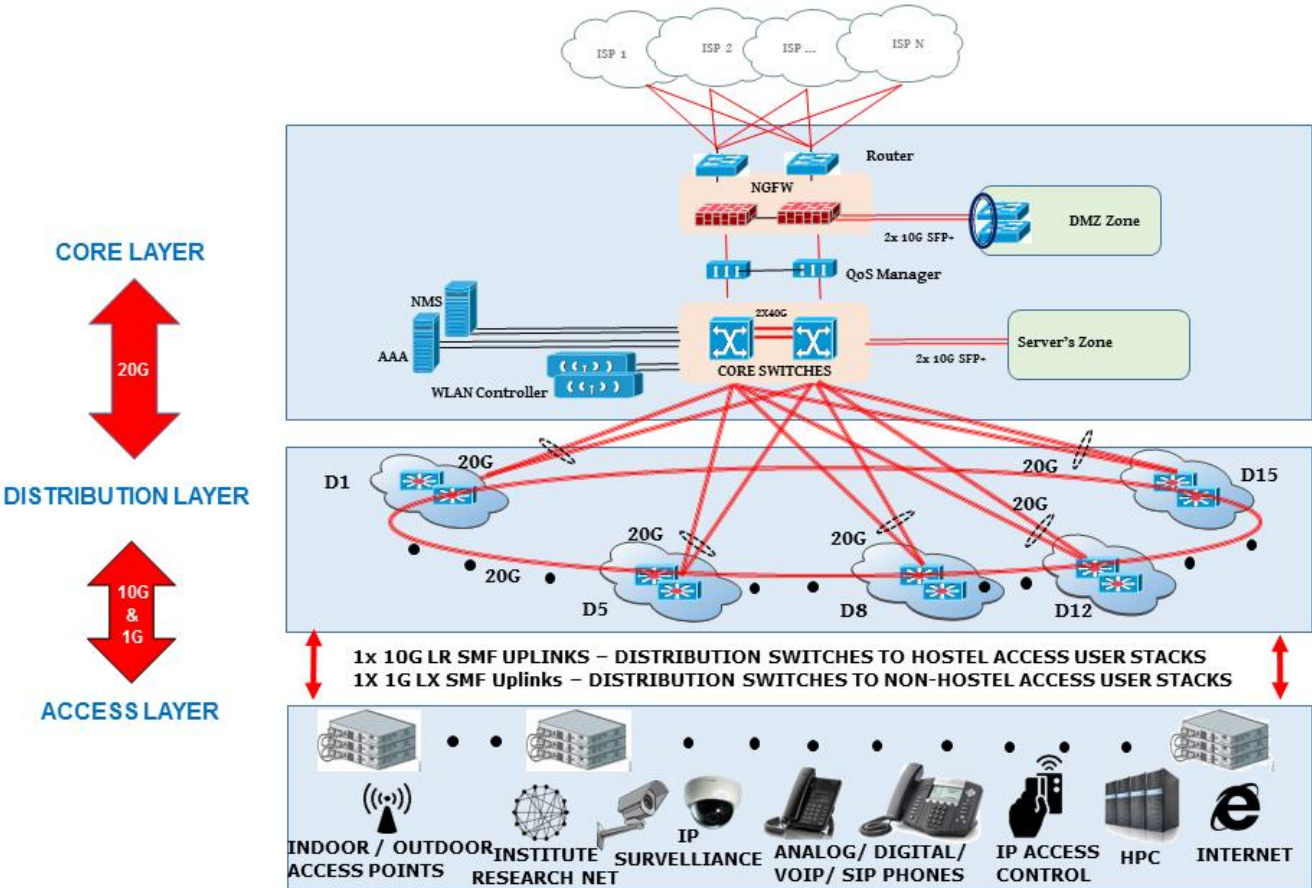 ISP 1
ISP 2
ISP ...
ISP N
Router
NGFW
2x 10G SFP+
DMZ Zone
CORE LAYER
QoS Manager
NMS
2X40G
20G
AAA
2x 10G SFP+
Server's Zone
CORE SWITCHES
WLAN Controller
20G
20G
D1
D15
DISTRIBUTION LAYER
20G
20G
20G
20G
10G
&
1G
D5
D8
D12
1x 10G LR SMF UPLINKS – DISTRIBUTION SWITCHES TO HOSTEL ACCESS USER STACKS
1X 1G LX SMF Uplinks – DISTRIBUTION SWITCHES TO NON-HOSTEL ACCESS USER STACKS
ACCESS LAYER
INDOOR / OUTDOOR
ACCESS POINTS
INSTITUTE
RESEARCH NET
IP
SURVELLIANCE
ANALOG/ DIGITAL/
VOIP/ SIP PHONES
IP ACCESS
CONTROL
HPC
INTERNET